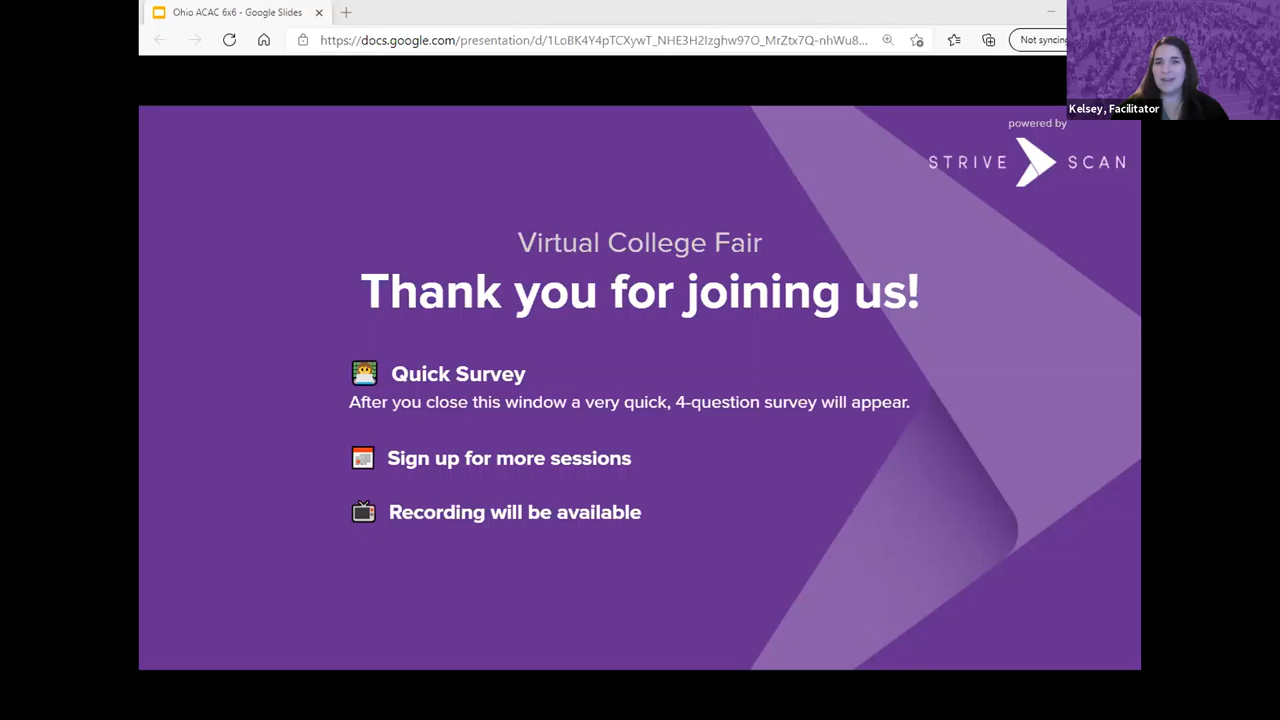 Ohio ACAC 6x6 - Google Slides
https://docs.google.com/presentation/d/1LoBK4Y4pTCXywT_NHE3H2Izghw97O_MrZtx7Q-nhWu8...
Not syncing
Kelsey, Facilitator
powered by
STRIVE SCAN
Virtual College Fair
Thank you for joining us!
Quick Survey
After you close this window a very quick, 4-question survey will appear.
Sign up for more sessions
Recording will be available